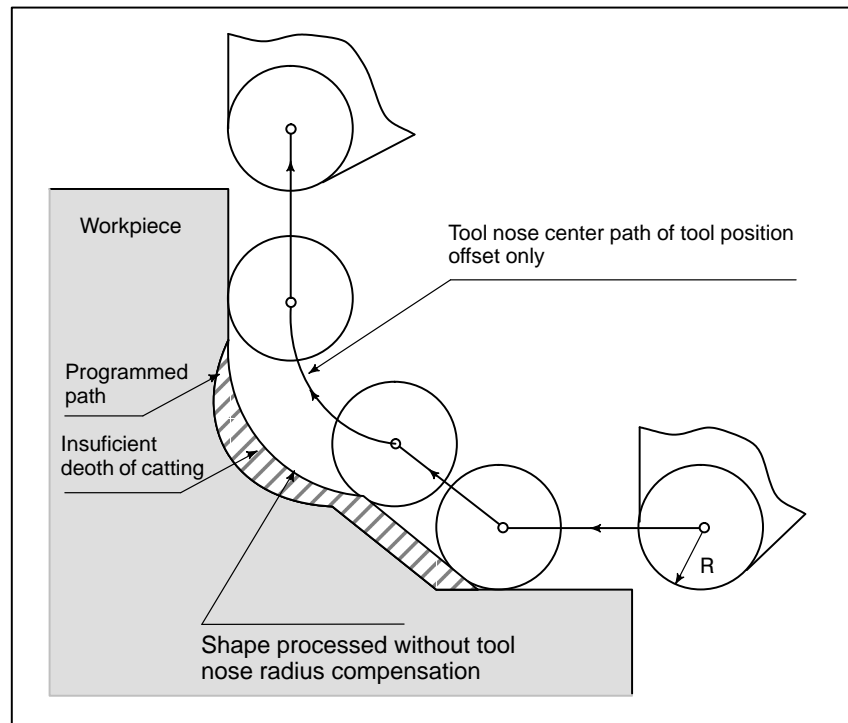 Workpiece
Tool nose center path of tool position
offset only
Programmed
path
Insuficient
deoth of catting
R
Shape processed without tool
nose radius compensation